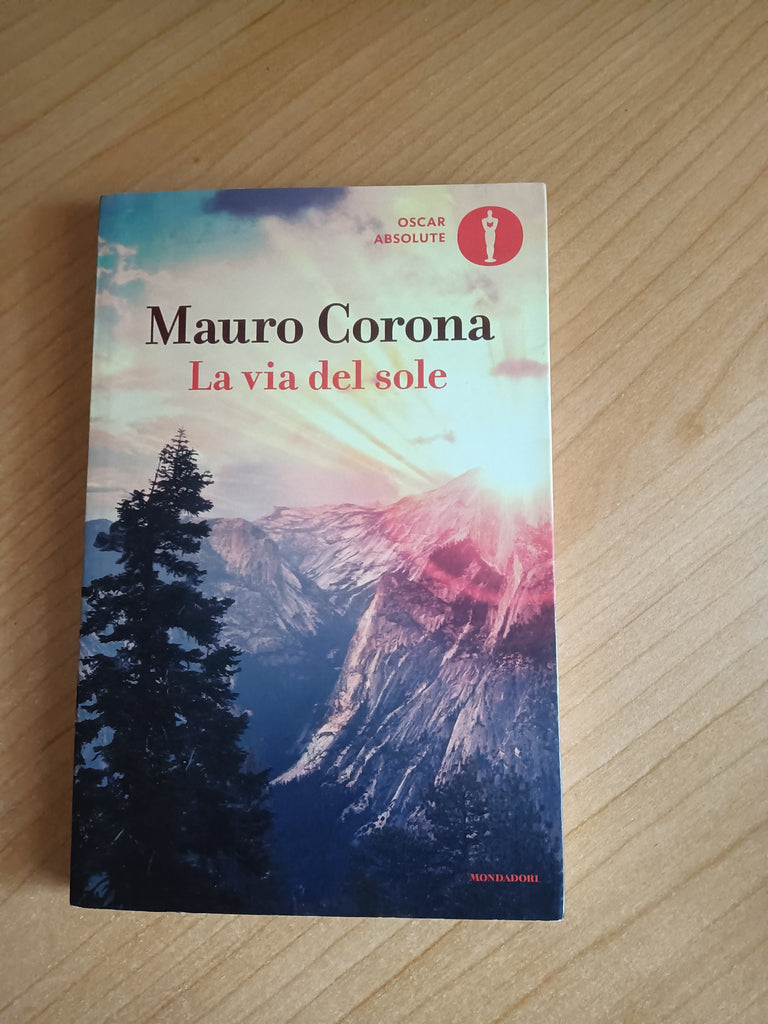 OSCAR
ABSOLUTE
Mauro Corona
La via del sole
MONDADORI